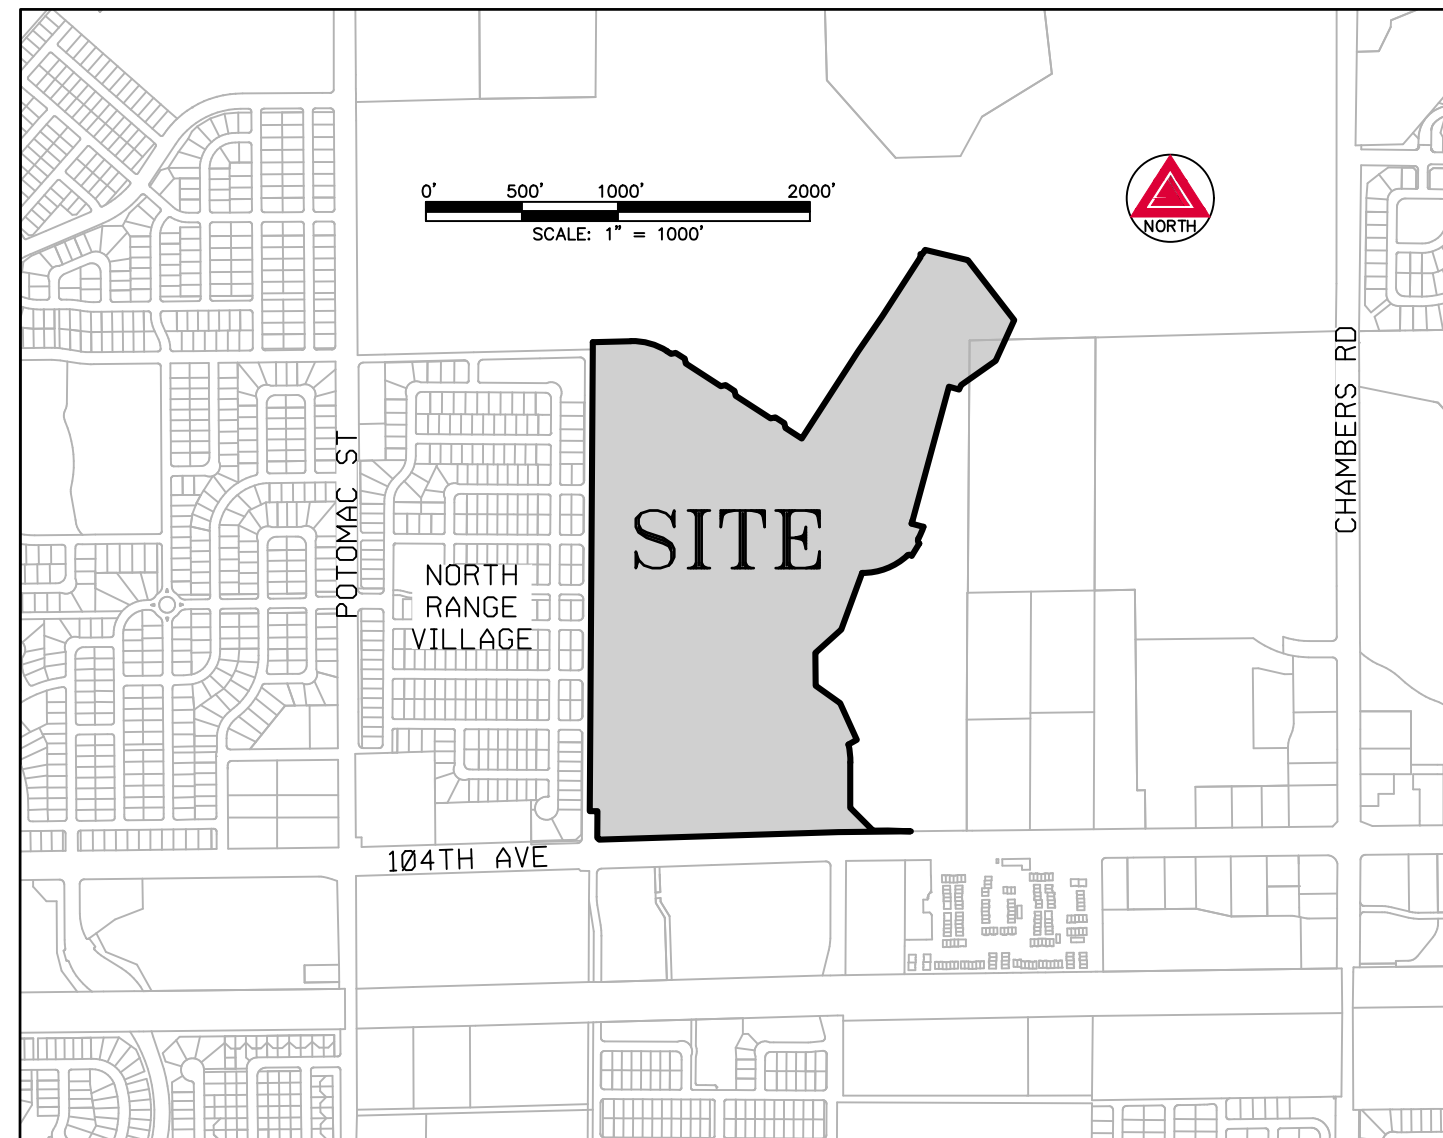 0' 500' 1000' 2000'
SCALE: 1" = 1000'
NORTH
CHAMBERS RD
POTOMAC ST
SITE
NORTH
RANGE
VILLAGE
104TH AVE